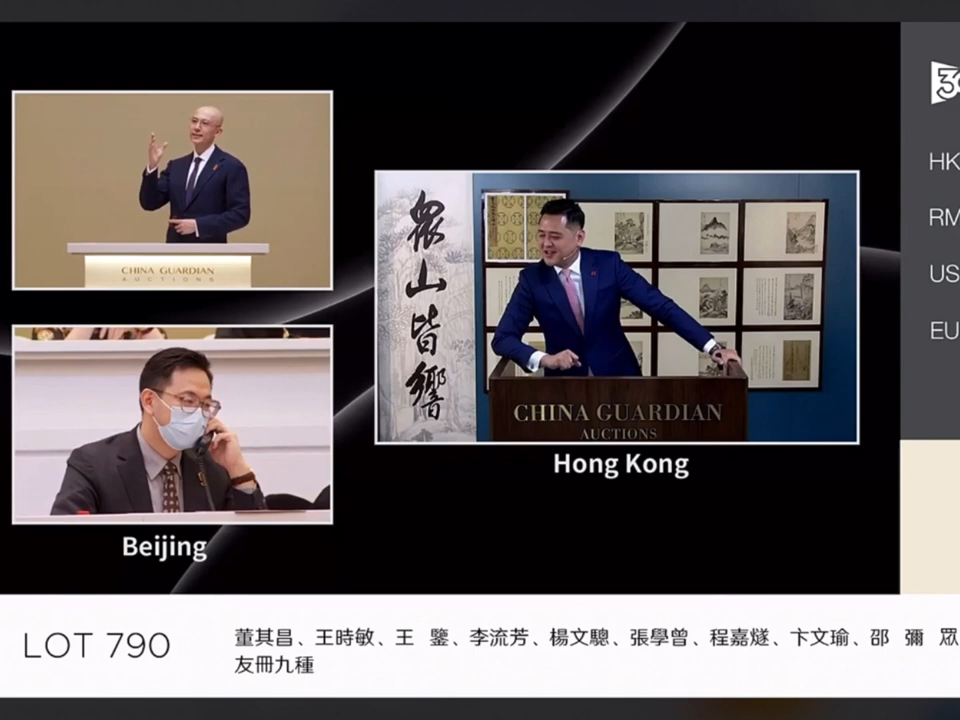 CHINA GUARDIAN
AUCTIONS
Beijing
眾山皆響
CHINA GUARDIAN
AUCTIONS
Hong Kong
HK
RM
US
EU
LOT 790
董其昌、王時敏、王 鑒、李流芳、楊文驄、張學曾、程嘉燧、卞文瑜、邵 彌 眾
友冊九種